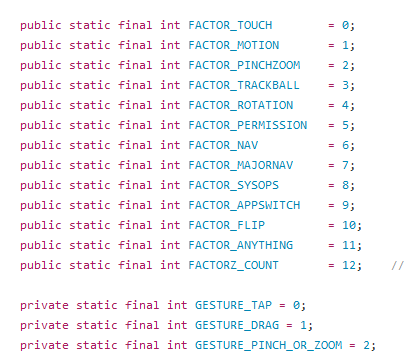 public static final int FACTOR_TOUCH        = 0;
public static final int FACTOR_MOTION       = 1;
public static final int FACTOR_PINCHZOOM    = 2;
public static final int FACTOR_TRACKBALL    = 3;
public static final int FACTOR_ROTATION     = 4;
public static final int FACTOR_PERMISSION   = 5;
public static final int FACTOR_NAV          = 6;
public static final int FACTOR_MAJORNAV     = 7;
public static final int FACTOR_SYSOPS       = 8;
public static final int FACTOR_APPSWITCH    = 9;
public static final int FACTOR_FLIP         = 10;
public static final int FACTOR_ANYTHING     = 11;
public static final int FACTORZ_COUNT       = 12;    //
private static final int GESTURE_TAP = 0;
private static final int GESTURE_DRAG = 1;
private static final int GESTURE_PINCH_OR_ZOOM = 2;